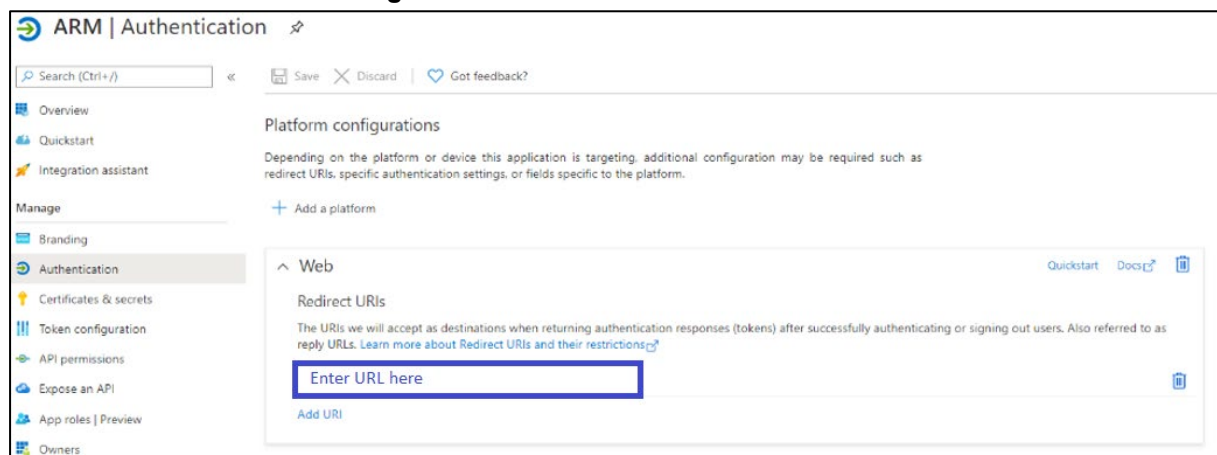 ARM | Authentication
Search (Ctrl+/)
«
Save
Discard
Got feedback?
Overview
Quickstart
Integration assistant
Manage
Branding
Authentication
Certificates & secrets
Token configuration
API permissions
Expose an API
App roles | Preview
Owners
Platform configurations
Depending on the platform or device this application is targeting, additional configuration may be required such as
redirect URIs, specific authentication settings, or fields specific to the platform.
Add a platform
Web
Quickstart
Docs
Redirect URIs
The URIs we will accept as destinations when returning authentication responses (tokens) after successfully authenticating or signing out users. Also referred to as
reply URLs. Learn more about Redirect URIs and their restrictions
Enter URL here
Add URI